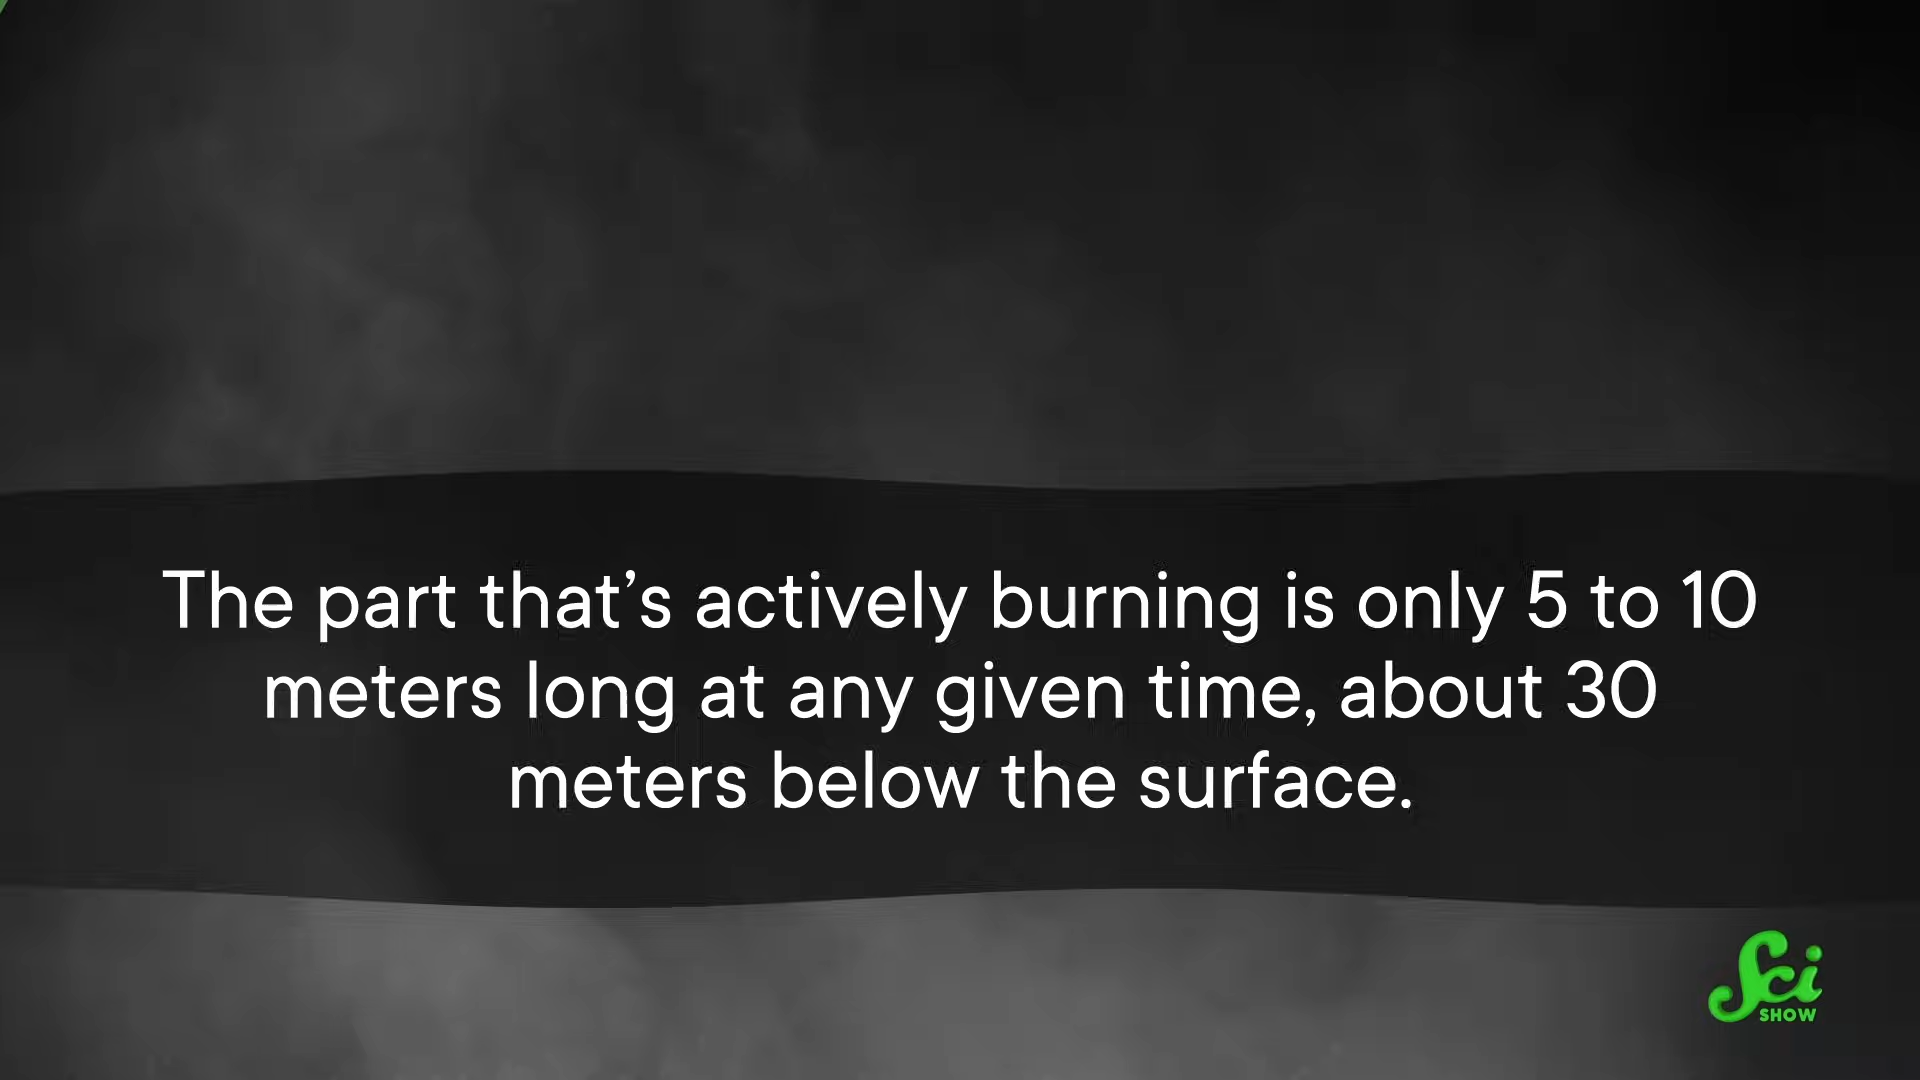 The part that’s actively burning is only 5 to 10
meters long at any given time, about 30
meters below the surface.
Sci
SHOW